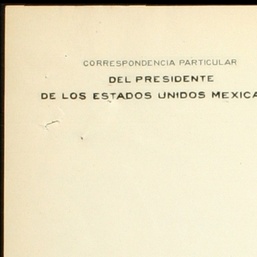 CORRESPONDENCIA PARTICULAR
DEL PRESIDENTE
DE LOS ESTADOS UNIDOS MEXICA